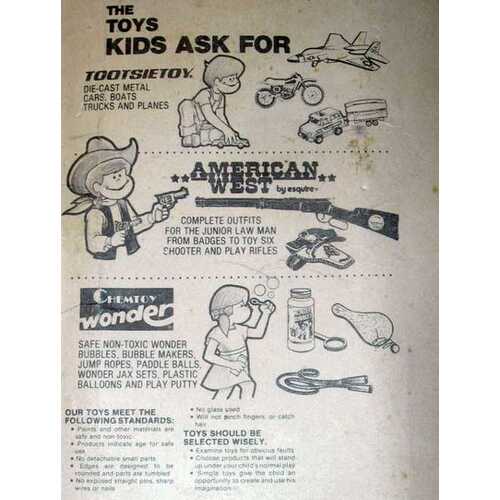 THE
TOYS
KIDS ASK FOR
TOOTSIETOY.
DIE-CAST METAL
CARS, BOATS
TRUCKS AND PLANES
AMERICAN
WEST
by esquire
COMPLETE OUTFITS
FOR THE JUNIOR LAW MAN
FROM BADGES TO TOY SIX
SHOOTER AND PLAY RIFLES
CHEMTOY
wonder
SAFE NON-TOXIC WONDER
BUBBLES, BUBBLE MAKERS,
JUMP ROPES, PADDLE BALLS,
WONDER JAX SETS, PLASTIC
BALLOONS AND PLAY PUTTY
OUR TOYS MEET THE
FOLLOWING STANDARDS:
• Paints and other materials are
safe and non-toxic
• Products indicate age for safe
use
• No detachable small parts
• Edges are designed to be
rounded and parts are tumbled
• No exposed straight pins, sharp
wires or nails
• No glass used
• Will not pinch fingers or catch
hair
TOYS SHOULD BE
SELECTED WISELY.
• Examine toys for obvious faults
• Choose products that will stand
up under your child's normal play
• Simple toys give the child an
opportunity to create and use his
imagination